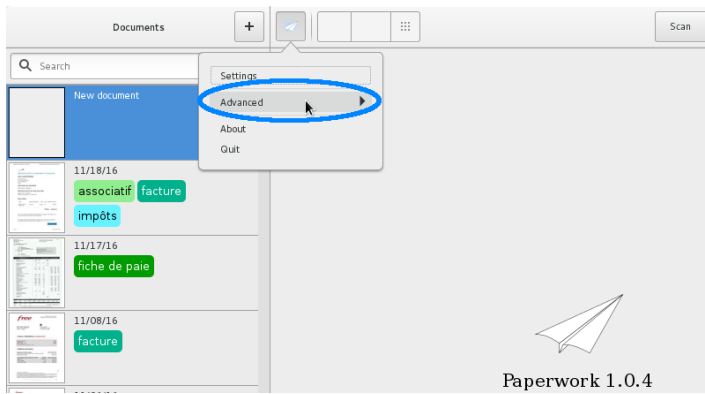 Documents
+
Scan
Search
Settings
Advanced
About
Quit
New document
11/18/16
associatif facture
impôts
11/17/16
fiche de paie
11/08/16
free
facture
Paperwork 1.0.4